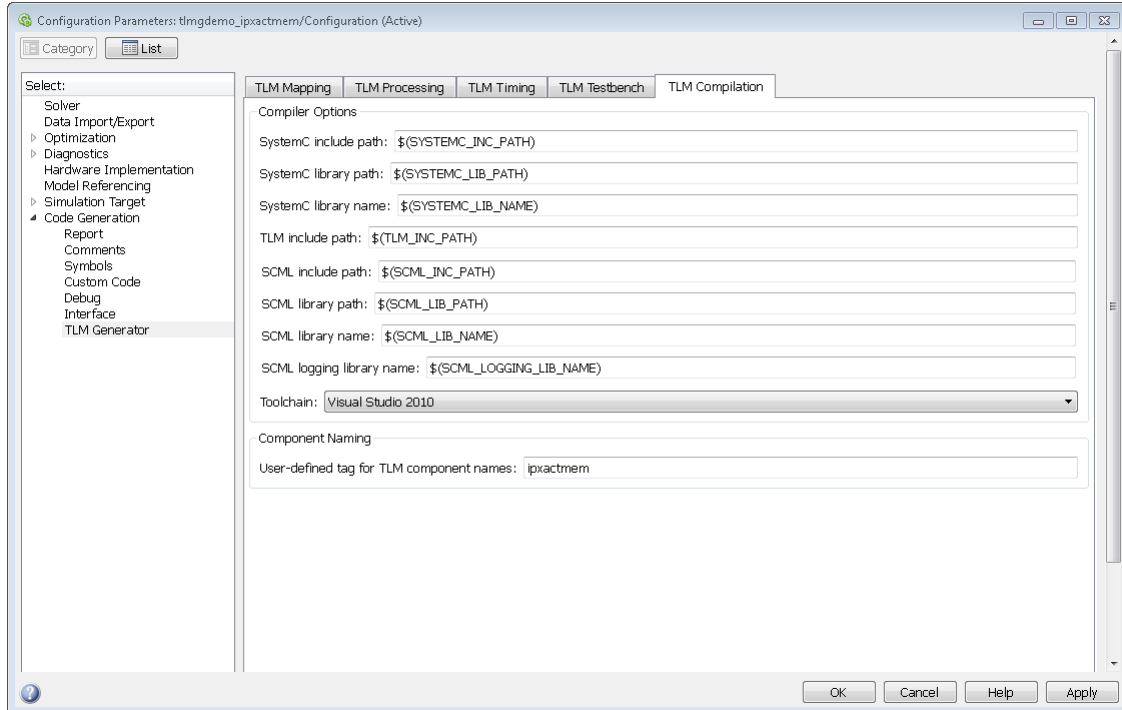 Configuration Parameters: tlmgdemo_ipxactmem/Configuration (Active)
Category
List
Select:
Solver
Data Import/Export
Optimization
Diagnostics
Hardware Implementation
Model Referencing
Simulation Target
Code Generation
Report
Comments
Symbols
Custom Code
Debug
Interface
TLM Generator
TLM Mapping TLM Processing TLM Timing TLM Testbench TLM Compilation
Compiler Options
SystemC include path: $(SYSTEMC_INC_PATH)
SystemC library path: $(SYSTEMC_LIB_PATH)
SystemC library name: $(SYSTEMC_LIB_NAME)
TLM include path: $(TLM_INC_PATH)
SCML include path: $(SCML_INC_PATH)
SCML library path: $(SCML_LIB_PATH)
SCML library name: $(SCML_LIB_NAME)
SCML logging library name: $(SCML_LOGGING_LIB_NAME)
Toolchain: Visual Studio 2010
Component Naming
User-defined tag for TLM component names: ipxactmem
?
OK Cancel Help Apply